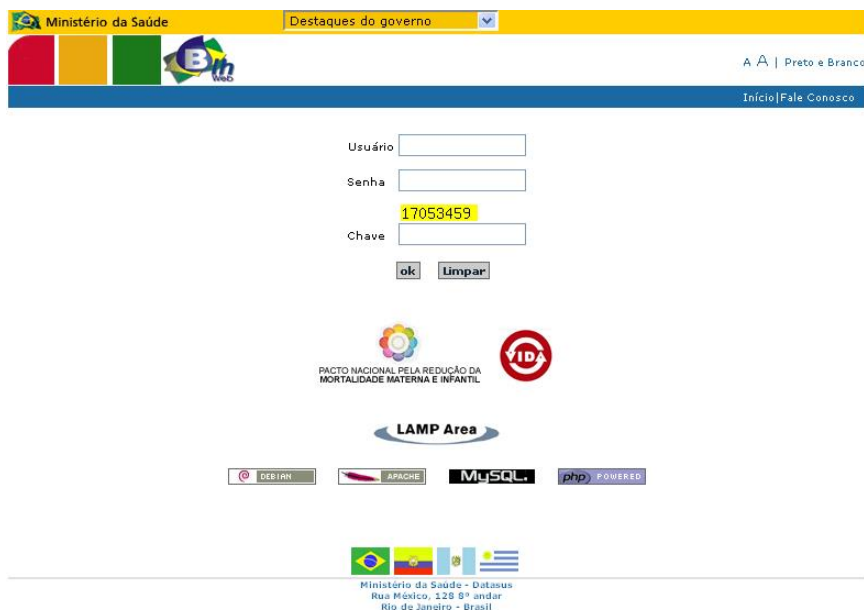 Ministério da Saúde
Destaques do governo
Bm
Web
A A | Preto e Branco
Início|Fale Conosco
Usuário
Senha
17053459
Chave
ok Limpar
PACTO NACIONAL PELA REDUÇÃO DA
MORTALIDADE MATERNA E INFANTIL
VIDA
LAMP Area
DEBIAN
APACHE
MySQL.
php POWERED
Ministério da Saúde - Datasus
Rua México, 128 8º andar
Rio de Janeiro - Brasil